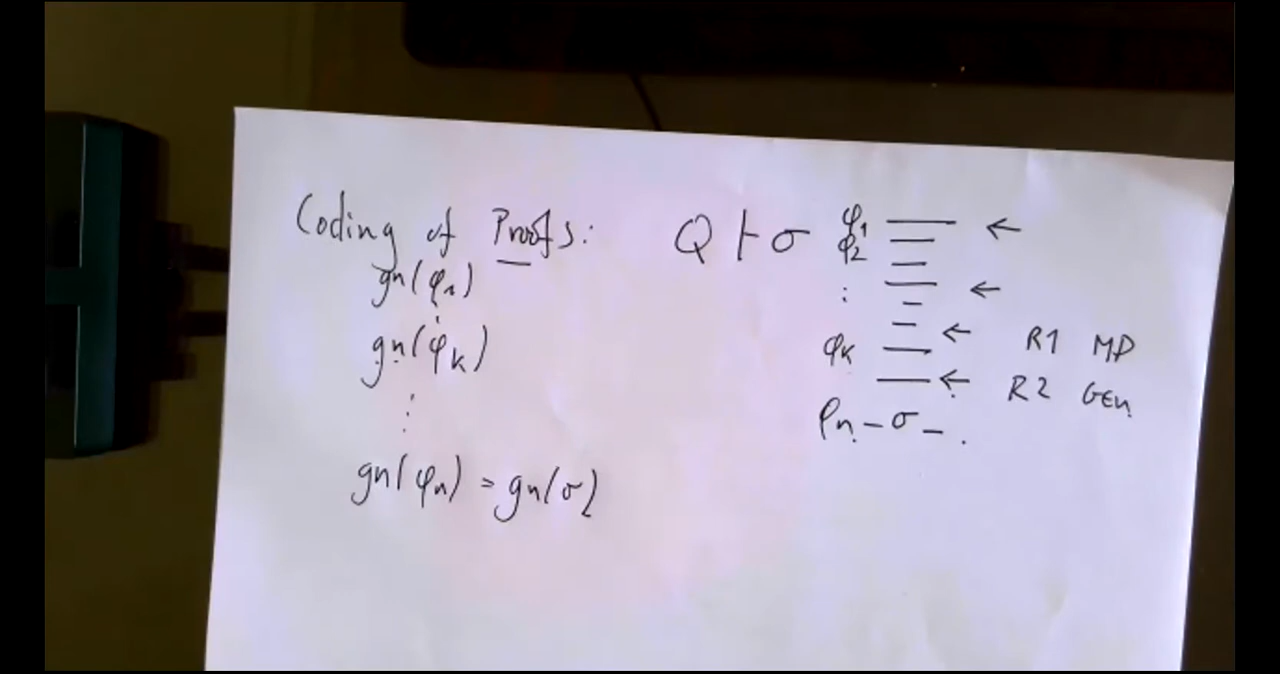 Coding of Proofs: Q ⊢ σ φ1 ←
φ2
gn(φ1)
: ←
⋮
gn(φk) φk ← R1 MP
← R2 Gen
⋮
φn - σ - .
gn(φn) = gn(σ)